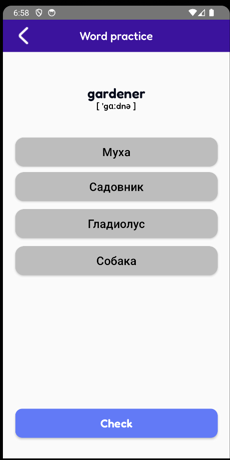 6:58
Word practice
gardener
[ 'gɑːdnə ]
Муха
Садовник
Гладиолус
Собака
Check